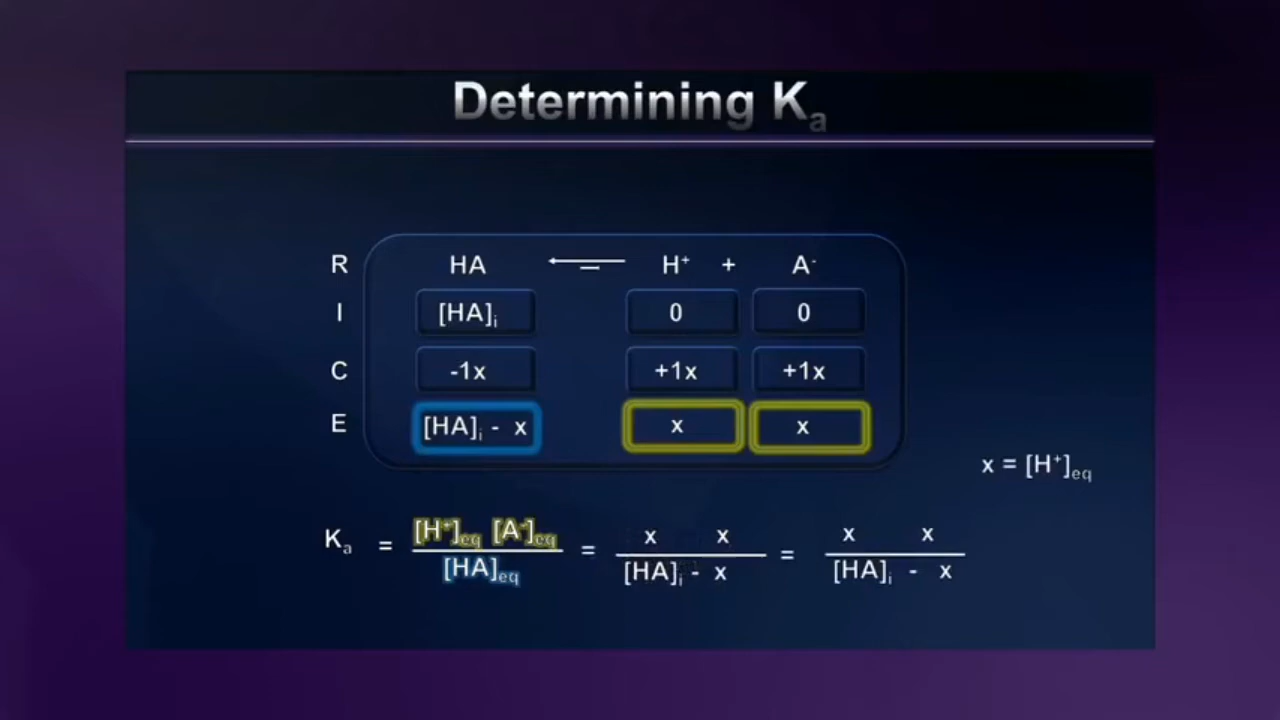 Determining Kₐ
R HA H⁺ + A⁻
I [HA]ᵢ 0 0
C -1x +1x +1x
E [HA]ᵢ - x x x
x = [H⁺]eq
Kₐ = [H⁺]eq [A⁻]eq = x x = x x
[HA]eq [HA]ᵢ - x [HA]ᵢ - x